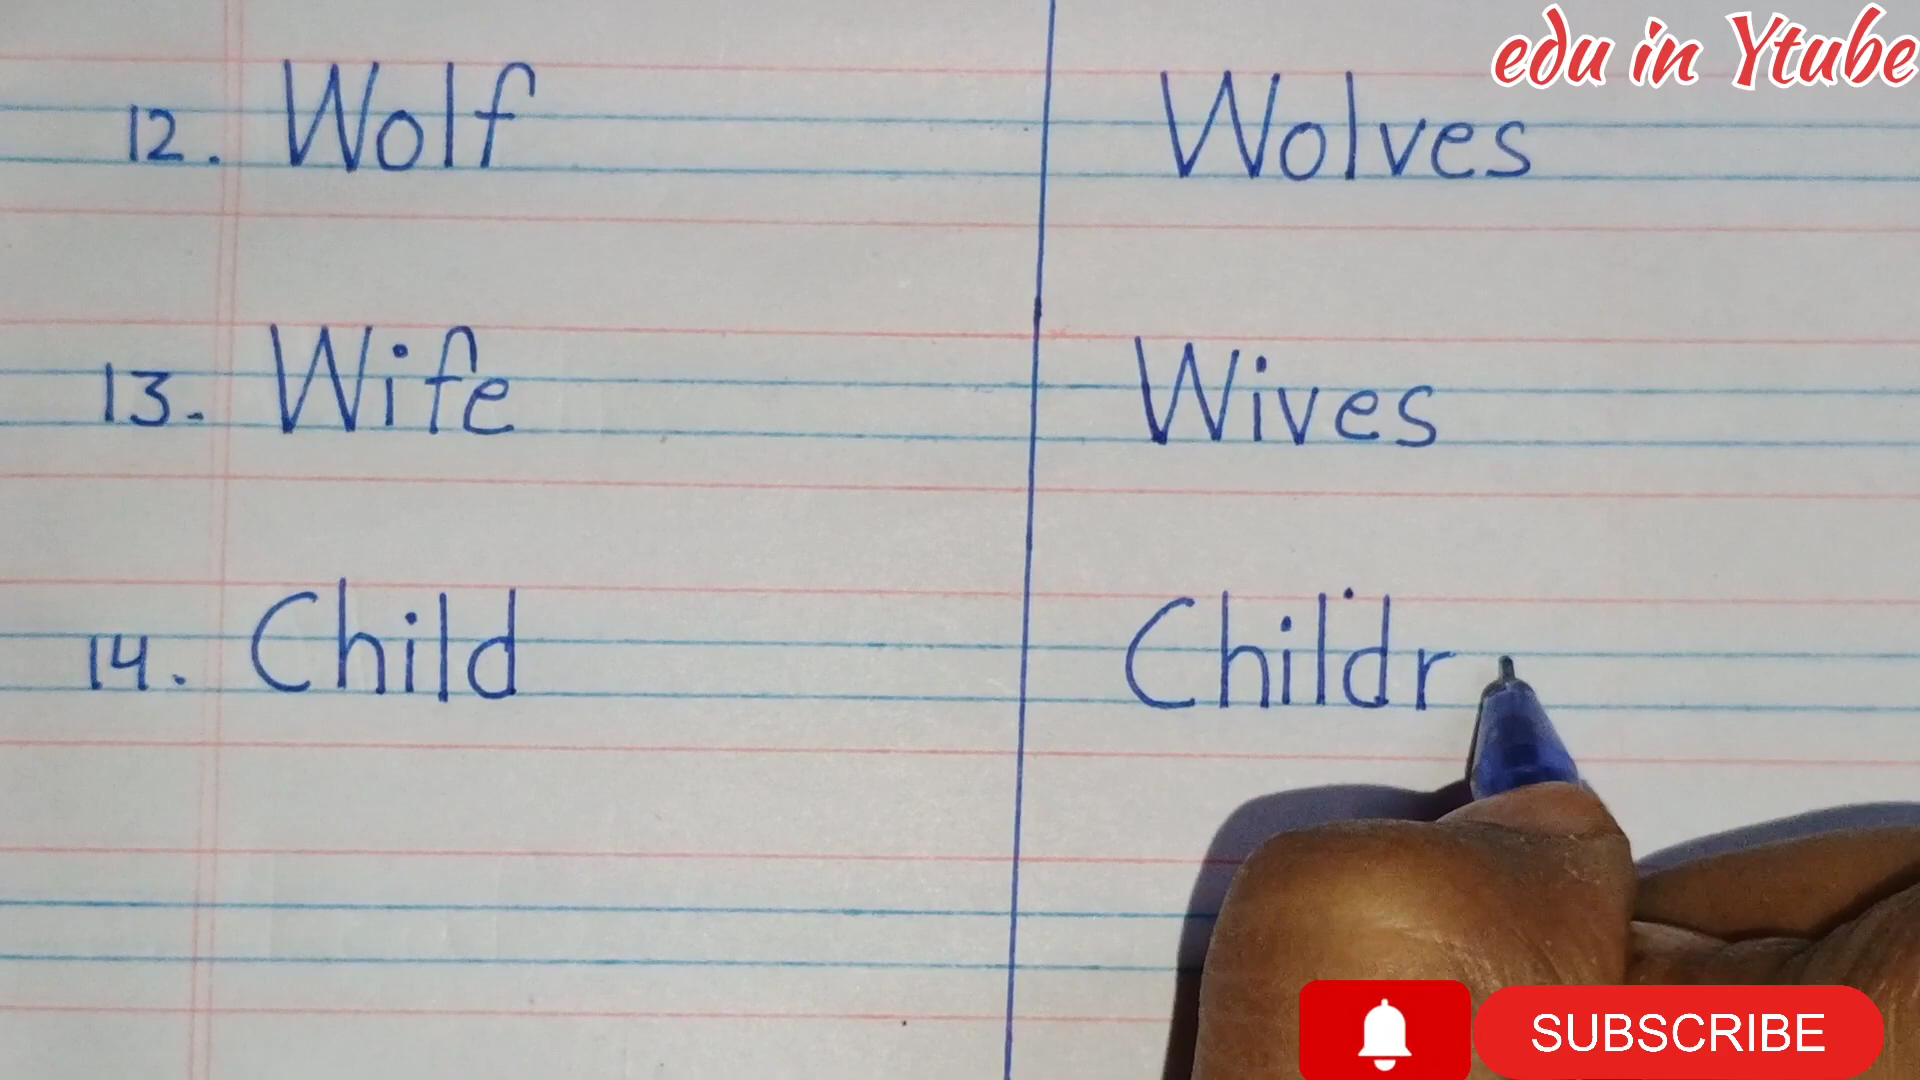 edu in Ytube
12. Wolf Wolves
13. Wife Wives
14. Child Childr
SUBSCRIBE